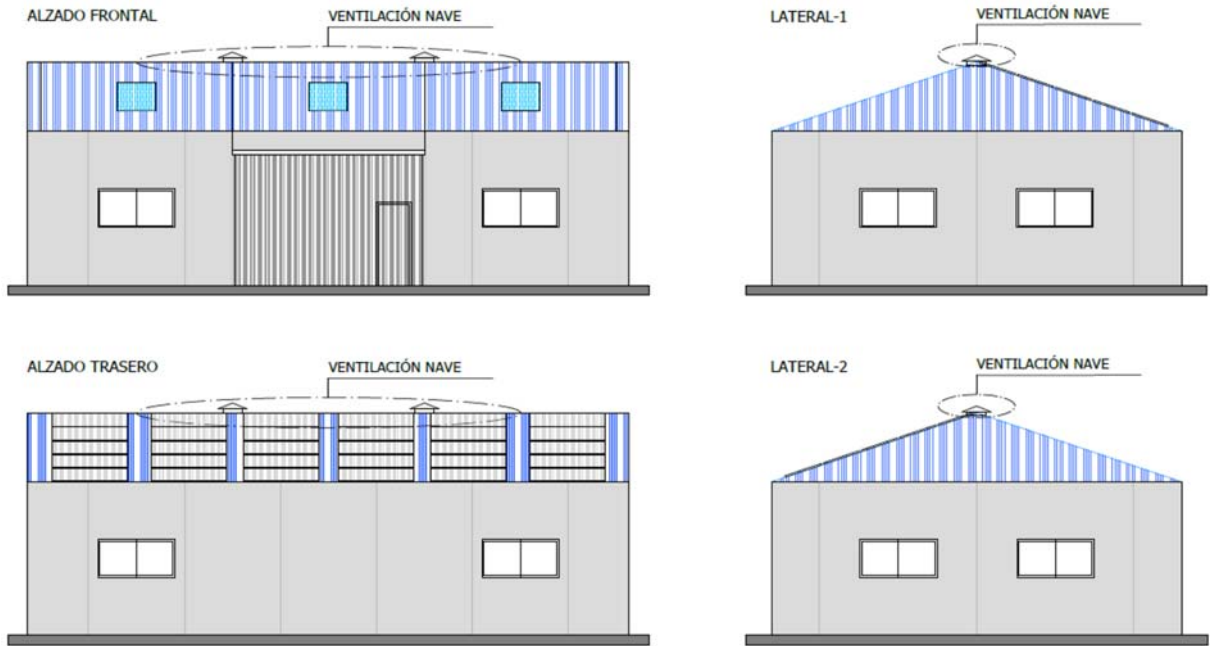 ALZADO FRONTAL
VENTILACIÓN NAVE
LATERAL-1
VENTILACIÓN NAVE
ALZADO TRASERO
VENTILACIÓN NAVE
LATERAL-2
VENTILACIÓN NAVE